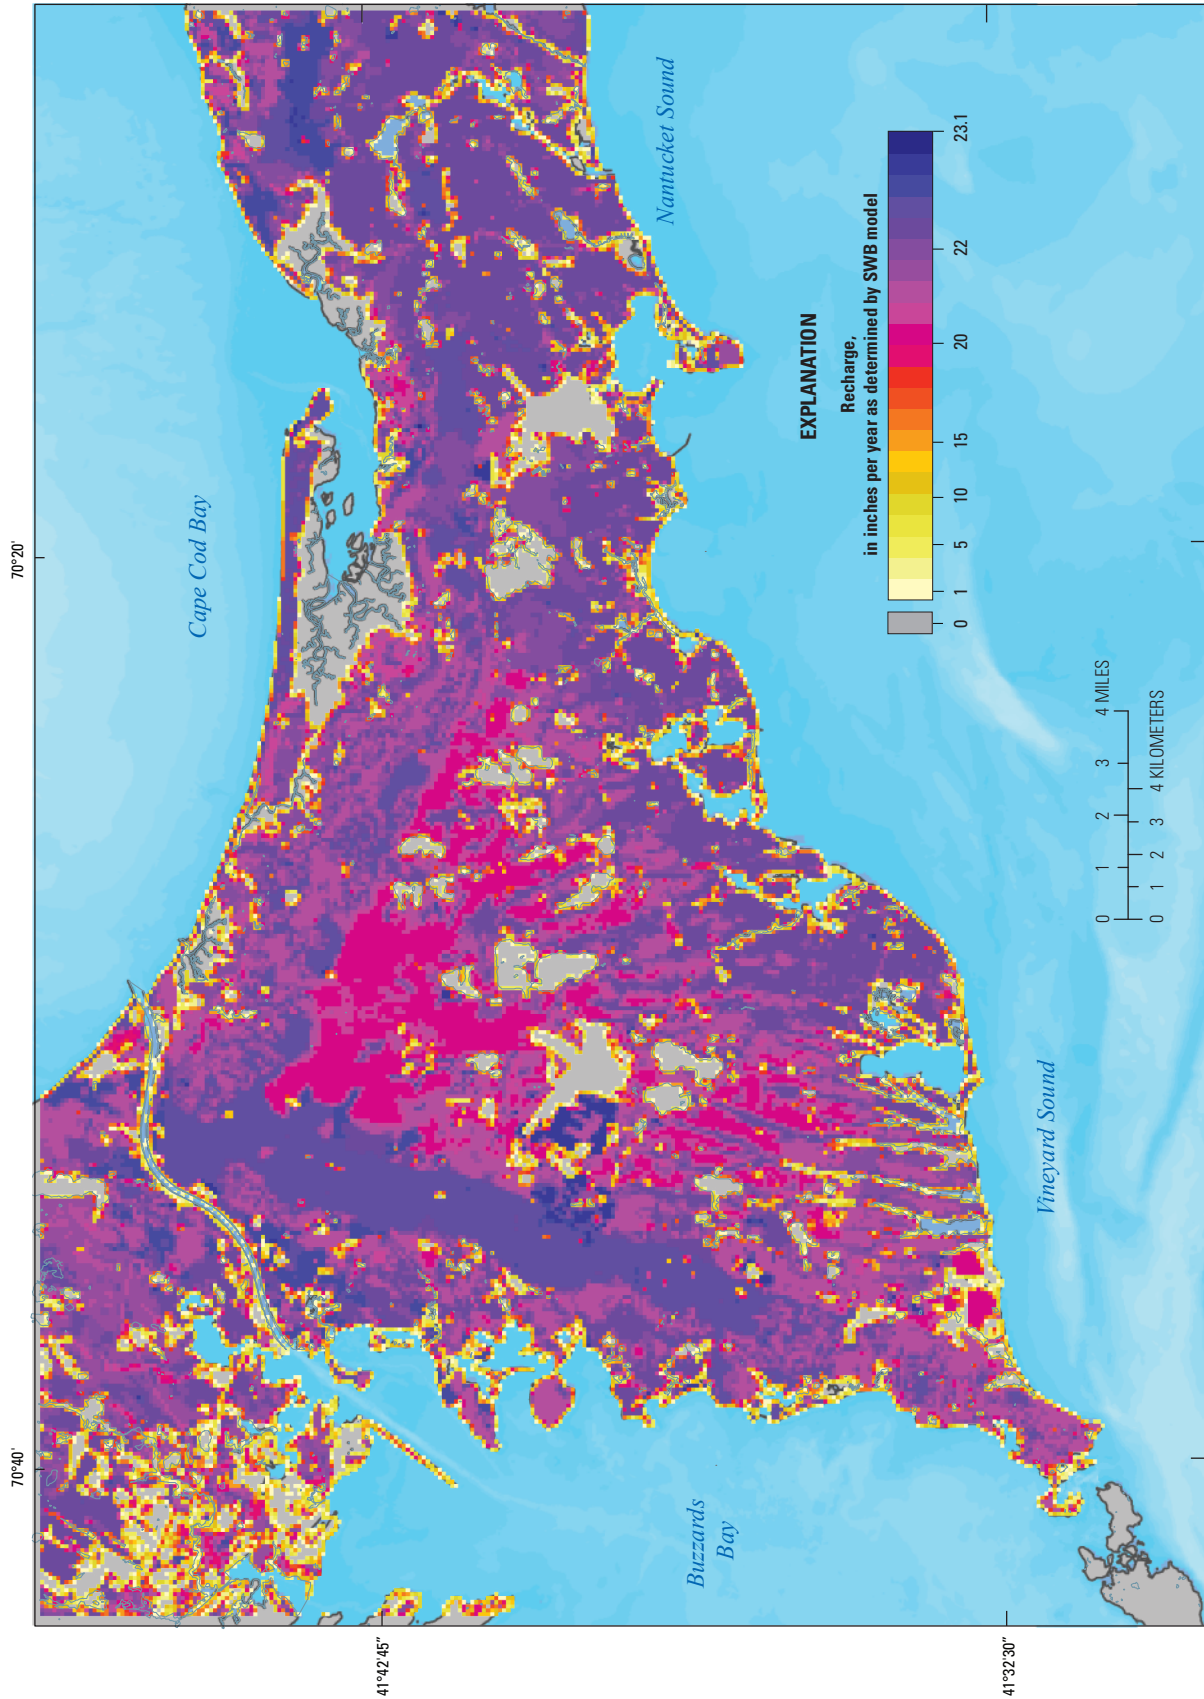 70°40'
70°20'
41°42'45"
41°32'30"
Cape Cod Bay
Nantucket Sound
Buzzards
Bay
Vineyard Sound
EXPLANATION
Recharge,
in inches per year as determined by SWB model
0 1 5 10 15 20 22 23.1
0 1 2 3 4 MILES
0 1 2 3 4 KILOMETERS